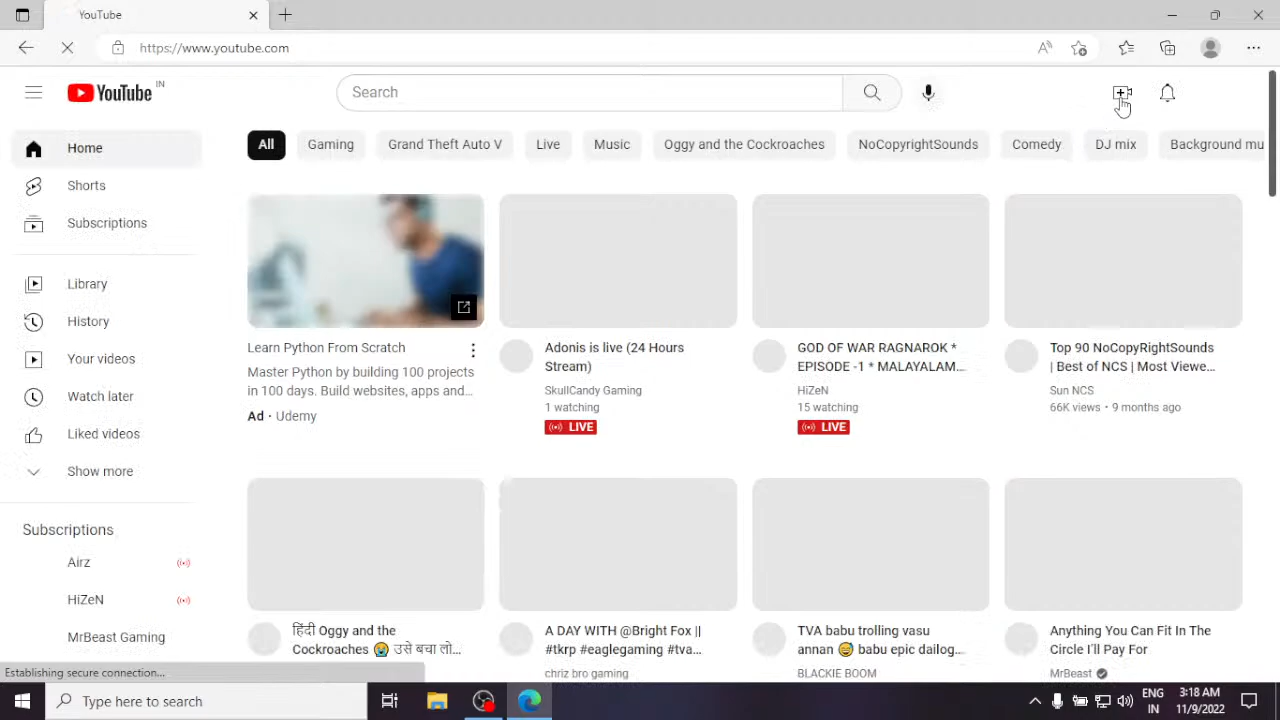 YouTube
https://www.youtube.com
YouTube IN
Search
Home
Shorts
Subscriptions
Library
History
Your videos
Watch later
Liked videos
Show more
Subscriptions
Airz
HiZeN
MrBeast Gaming
All
Gaming
Grand Theft Auto V
Live
Music
Oggy and the Cockroaches
NoCopyrightSounds
Comedy
DJ mix
Background mu
Learn Python From Scratch
Master Python by building 100 projects
in 100 days. Build websites, apps and...
Ad · Udemy
Adonis is live (24 Hours
Stream)
SkullCandy Gaming
1 watching
LIVE
GOD OF WAR RAGNAROK *
EPISODE -1 * MALAYALAM...
HiZeN
15 watching
LIVE
Top 90 NoCopyRightSounds
| Best of NCS | Most Viewe...
Sun NCS
66K views • 9 months ago
हिंदी Oggy and the
Cockroaches 😭 उसे बचा लो...
A DAY WITH @Bright Fox ||
#tkrp #eaglegaming #tva...
chriz bro gaming
TVA babu trolling vasu
annan 😅 babu epic dailog...
BLACKIE BOOM
Anything You Can Fit In The
Circle I'll Pay For
MrBeast
Establishing secure connection...
Type here to search
ENG
IN
3:18 AM
11/9/2022